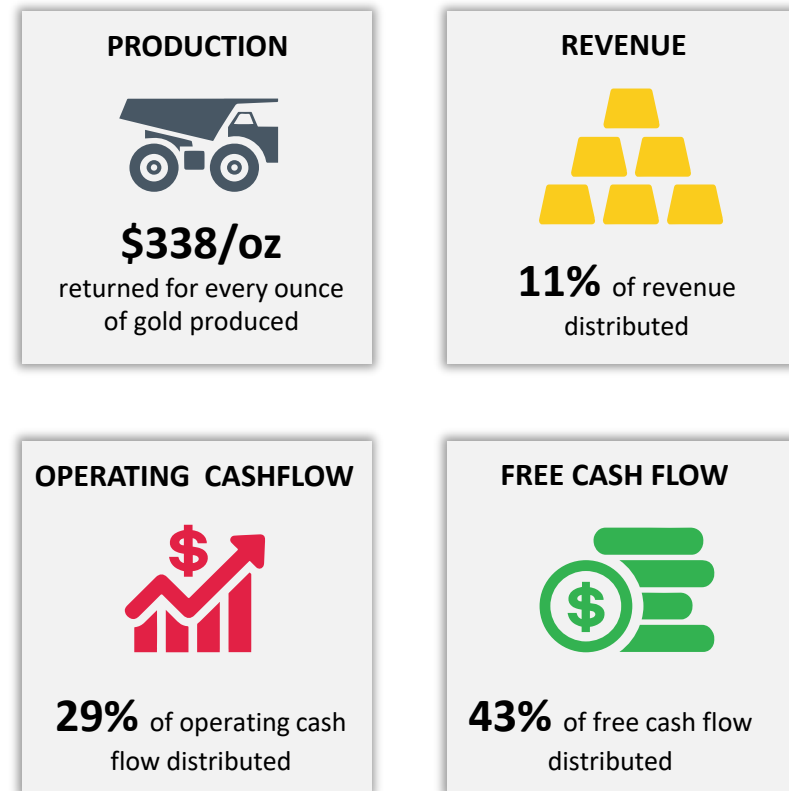 PRODUCTION
$338/oz
returned for every ounce
of gold produced
REVENUE
11% of revenue
distributed
OPERATING CASHFLOW
$
29% of operating cash
flow distributed
FREE CASH FLOW
$
43% of free cash flow
distributed